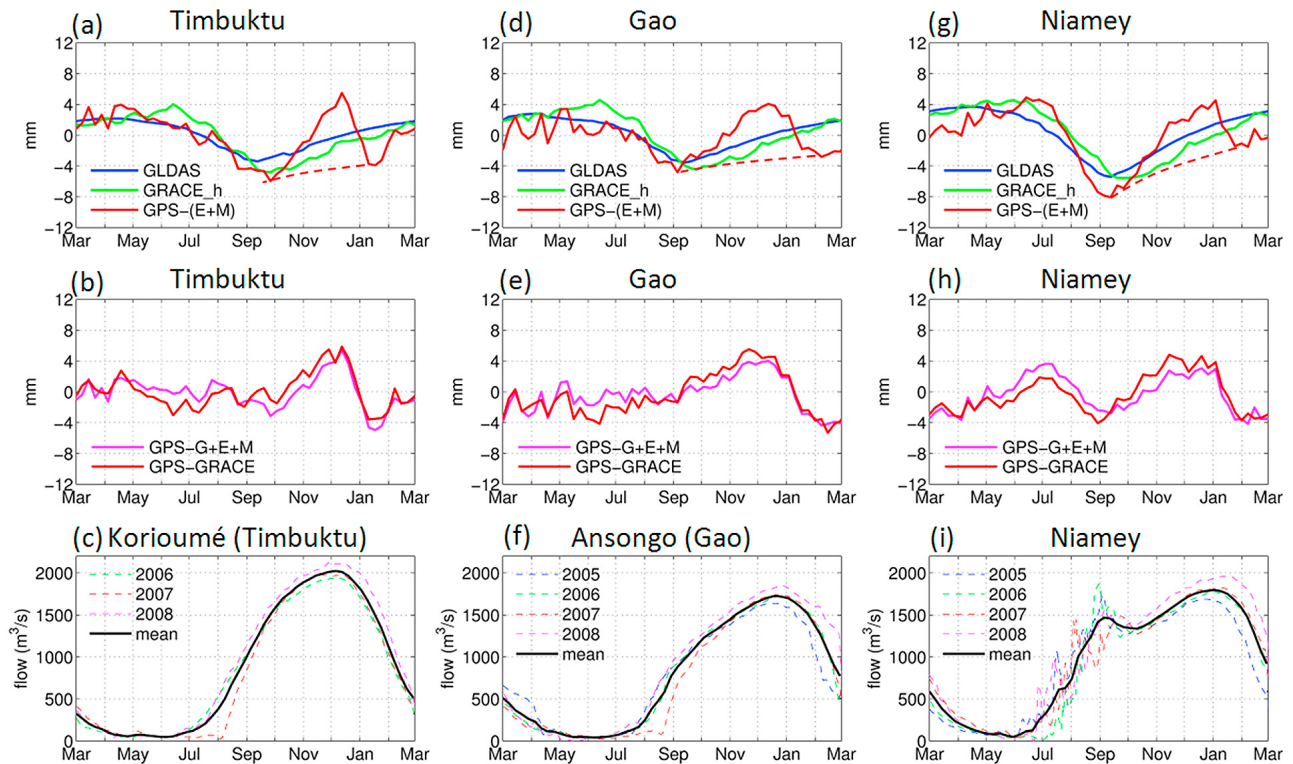 (a) Timbuktu
12
8
4
0
−4
−8
−12
mm
GLDAS
GRACE_h
GPS−(E+M)
Mar May Jul Sep Nov Jan Mar
(d) Gao
12
8
4
0
−4
−8
−12
mm
GLDAS
GRACE_h
GPS−(E+M)
Mar May Jul Sep Nov Jan Mar
(g) Niamey
12
8
4
0
−4
−8
−12
mm
GLDAS
GRACE_h
GPS−(E+M)
Mar May Jul Sep Nov Jan Mar
(b) Timbuktu
12
8
4
0
−4
−8
−12
mm
GPS−G+E+M
GPS−GRACE
Mar May Jul Sep Nov Jan Mar
(e) Gao
12
8
4
0
−4
−8
−12
mm
GPS−G+E+M
GPS−GRACE
Mar May Jul Sep Nov Jan Mar
(h) Niamey
12
8
4
0
−4
−8
−12
mm
GPS−G+E+M
GPS−GRACE
Mar May Jul Sep Nov Jan Mar
(c) Korioumé (Timbuktu)
2000
1500
1000
500
0
flow (m³/s)
2006
2007
2008
mean
Mar May Jul Sep Nov Jan Mar
(f) Ansongo (Gao)
2000
1500
1000
500
0
flow (m³/s)
2005
2006
2007
2008
mean
Mar May Jul Sep Nov Jan Mar
(i) Niamey
2000
1500
1000
500
0
flow (m³/s)
2005
2006
2007
2008
mean
Mar May Jul Sep Nov Jan Mar